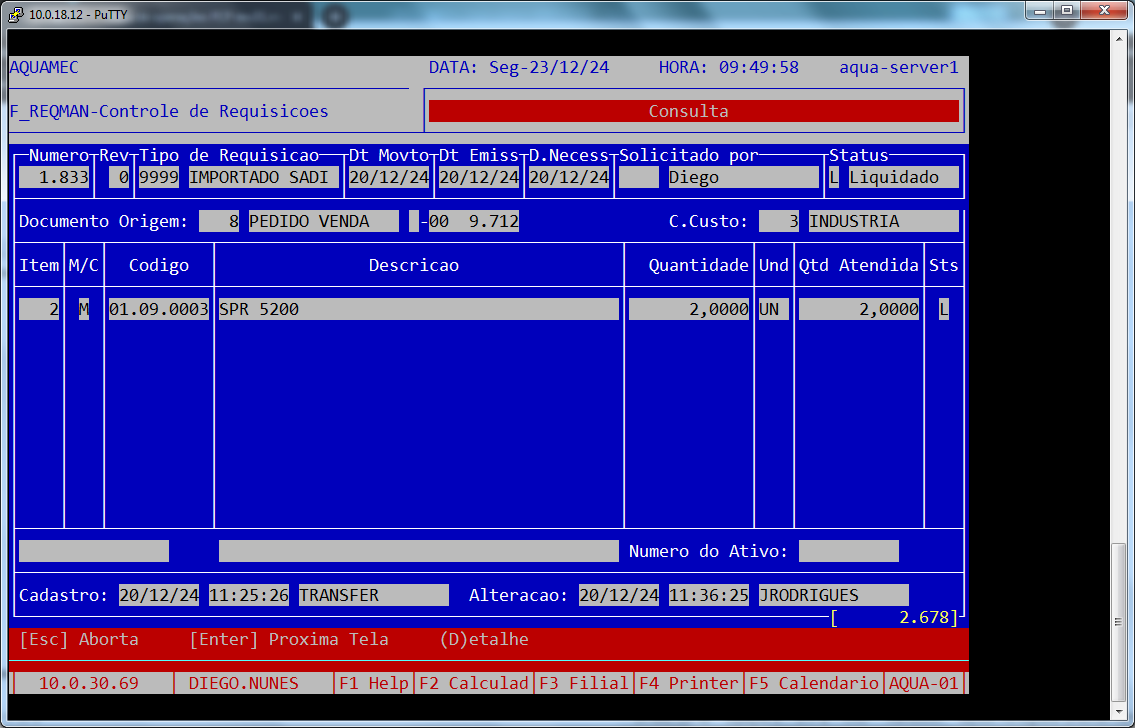 10.0.18.12 - PuTTY
AQUAMEC DATA: Seg-23/12/24 HORA: 09:49:58 aqua-server1
F_REQMAN-Controle de Requisicoes Consulta
Numero Rev Tipo de Requisicao Dt Movto Dt Emiss D.Necess Solicitado por Status
1.833 0 9999 IMPORTADO SADI 20/12/24 20/12/24 20/12/24 Diego L Liquidado
Documento Origem: 8 PEDIDO VENDA -00 9.712 C.Custo: 3 INDUSTRIA
Item M/C Codigo Descricao Quantidade Und Qtd Atendida Sts
2 M 01.09.0003 SPR 5200 2,0000 UN 2,0000 L
Numero do Ativo:
Cadastro: 20/12/24 11:25:26 TRANSFER Alteracao: 20/12/24 11:36:25 JRODRIGUES
[ 2.678]
[Esc] Aborta [Enter] Proxima Tela (D)etalhe
10.0.30.69 DIEGO.NUNES F1 Help F2 Calculad F3 Filial F4 Printer F5 Calendario AQUA-01